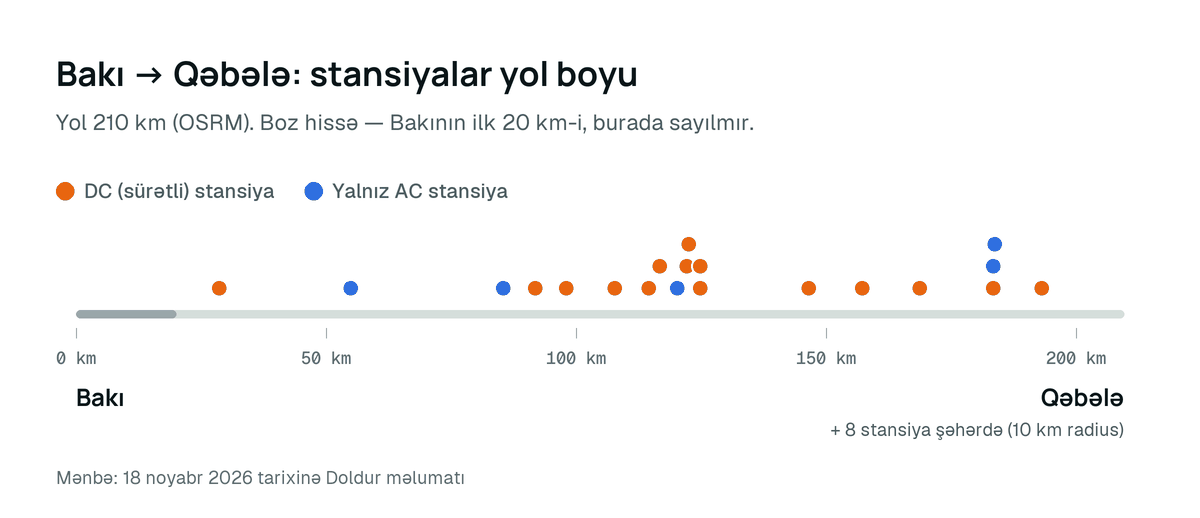 Bakı → Qəbələ: stansiyalar yol boyu
Yol 210 km (OSRM). Boz hissə — Bakının ilk 20 km-i, burada sayılmır.
DC (sürətli) stansiya Yalnız AC stansiya
0 km 50 km 100 km 150 km 200 km
Bakı Qəbələ
+ 8 stansiya şəhərdə (10 km radius)
Mənbə: 18 noyabr 2026 tarixinə Doldur məlumatı